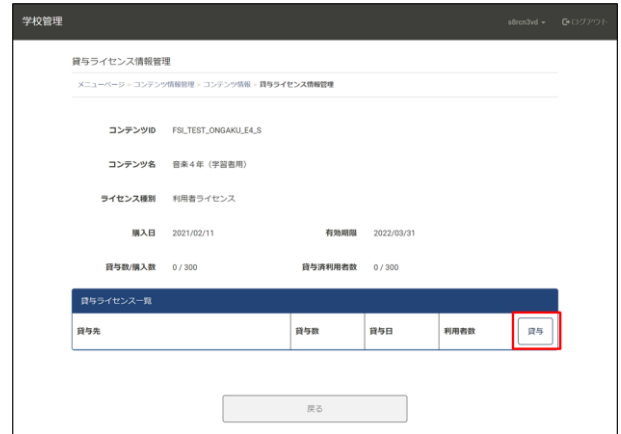 学校管理 s8ron3vd ログアウト
貸与ライセンス情報管理
メニューページ > コンテンツ情報管理 > コンテンツ情報 > 貸与ライセンス情報管理
コンテンツID FSI_TEST_ONGAKU_E4_S
コンテンツ名 音楽4年（学習者用）
ライセンス種別 利用者ライセンス
購入日 2021/02/11 有効期限 2022/03/31
貸与数/購入数 0 / 300 貸与済利用者数 0 / 300
貸与ライセンス一覧
貸与先 貸与数 貸与日 利用者数 貸与
戻る